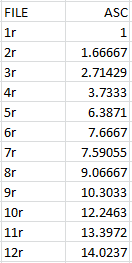 FILE ASC
1r 1
2r 1.66667
3r 2.71429
4r 3.7333
5r 6.3871
6r 7.6667
7r 7.59055
8r 9.06667
9r 10.3033
10r 12.2463
11r 13.3972
12r 14.0237